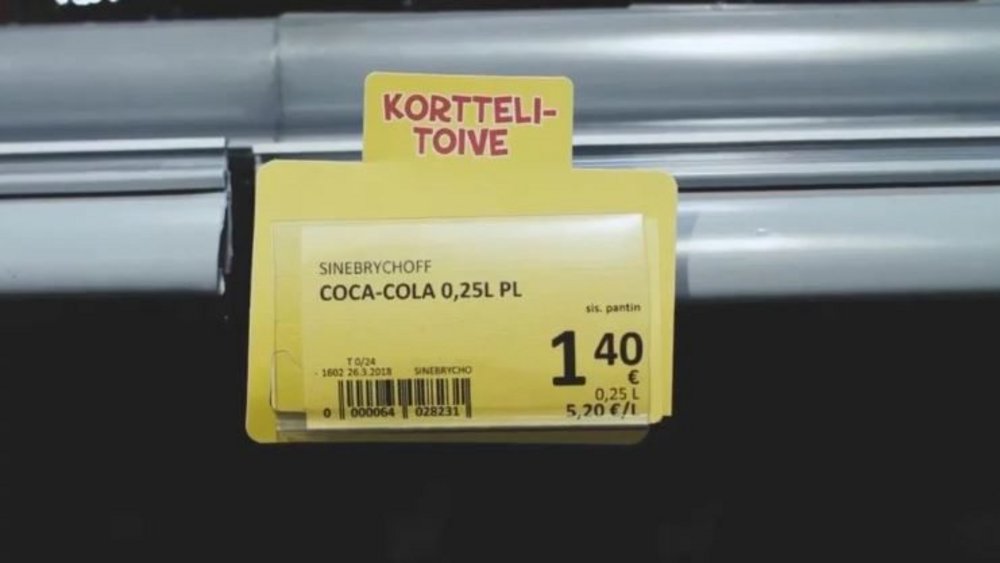 KORTTELI-
TOIVE
SINEBRYCHOFF
COCA-COLA 0,25L PL
sis. pantin
1 40
€
0,25 L
5,20 €/L
T 0/24
- 1602 26.3.2018 SINEBRYCHO
0 000064 028231